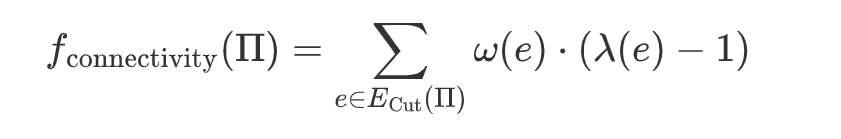 f_connectivity(Π) = ∑ ω(e) · (λ(e) − 1)
e∈E_Cut(Π)